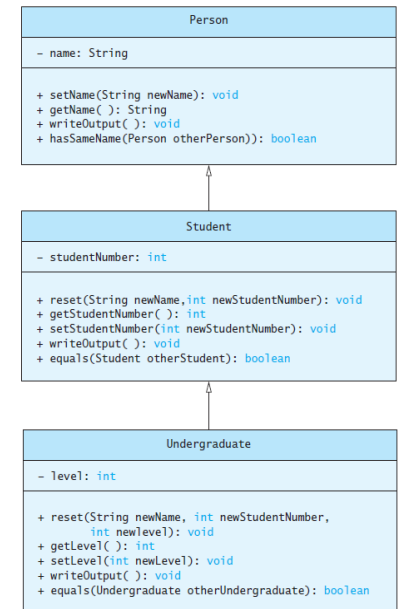 Person
– name: String
+ setName(String newName): void
+ getName( ): String
+ writeOutput( ): void
+ hasSameName(Person otherPerson)): boolean
Student
– studentNumber: int
+ reset(String newName,int newStudentNumber): void
+ getStudentNumber( ): int
+ setStudentNumber(int newStudentNumber): void
+ writeOutput( ): void
+ equals(Student otherStudent): boolean
Undergraduate
– level: int
+ reset(String newName, int newStudentNumber,
int newlevel): void
+ getLevel( ): int
+ setLevel(int newLevel): void
+ writeOutput( ): void
+ equals(Undergraduate otherUndergraduate): boolean